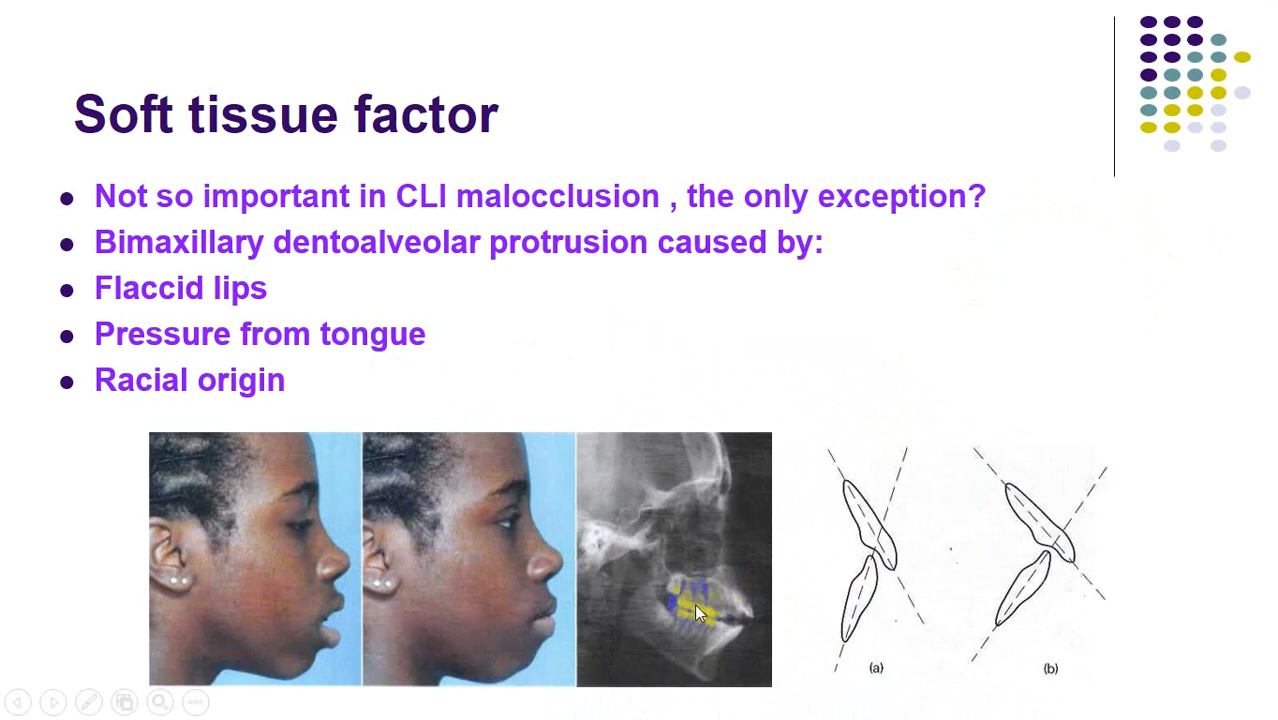 Soft tissue factor
Not so important in CLI malocclusion , the only exception?
Bimaxillary dentoalveolar protrusion caused by:
Flaccid lips
Pressure from tongue
Racial origin
(a)
(b)